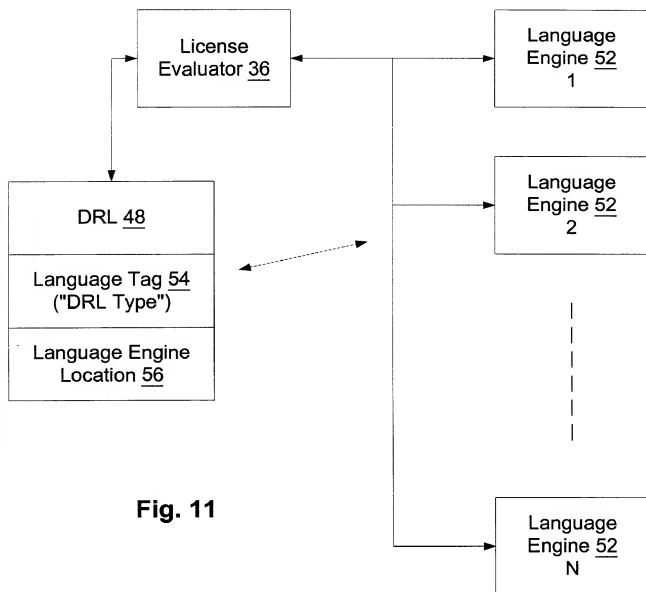 License
Evaluator 36
Language
Engine 52
1
DRL 48
Language Tag 54
("DRL Type")
Language Engine
Location 56
Language
Engine 52
2
Fig. 11
Language
Engine 52
N